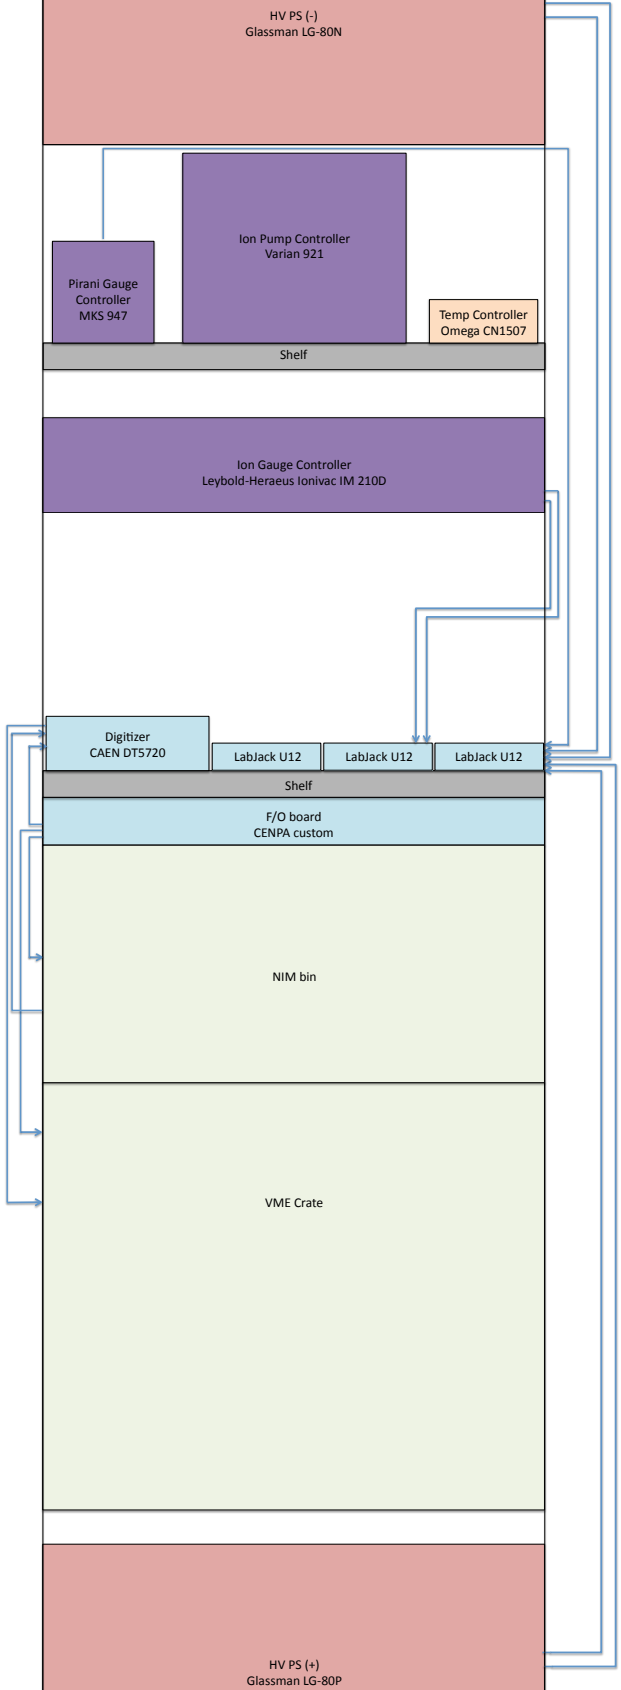 HV PS (-)
Glassman LG-80N
Ion Pump Controller
Varian 921
Pirani Gauge
Controller
MKS 947
Temp Controller
Omega CN1507
Shelf
Ion Gauge Controller
Leybold-Heraeus Ionivac IM 210D
Digitizer
CAEN DT5720
LabJack U12
LabJack U12
LabJack U12
Shelf
F/O board
CENPA custom
NIM bin
VME Crate
HV PS (+)
Glassman LG-80P